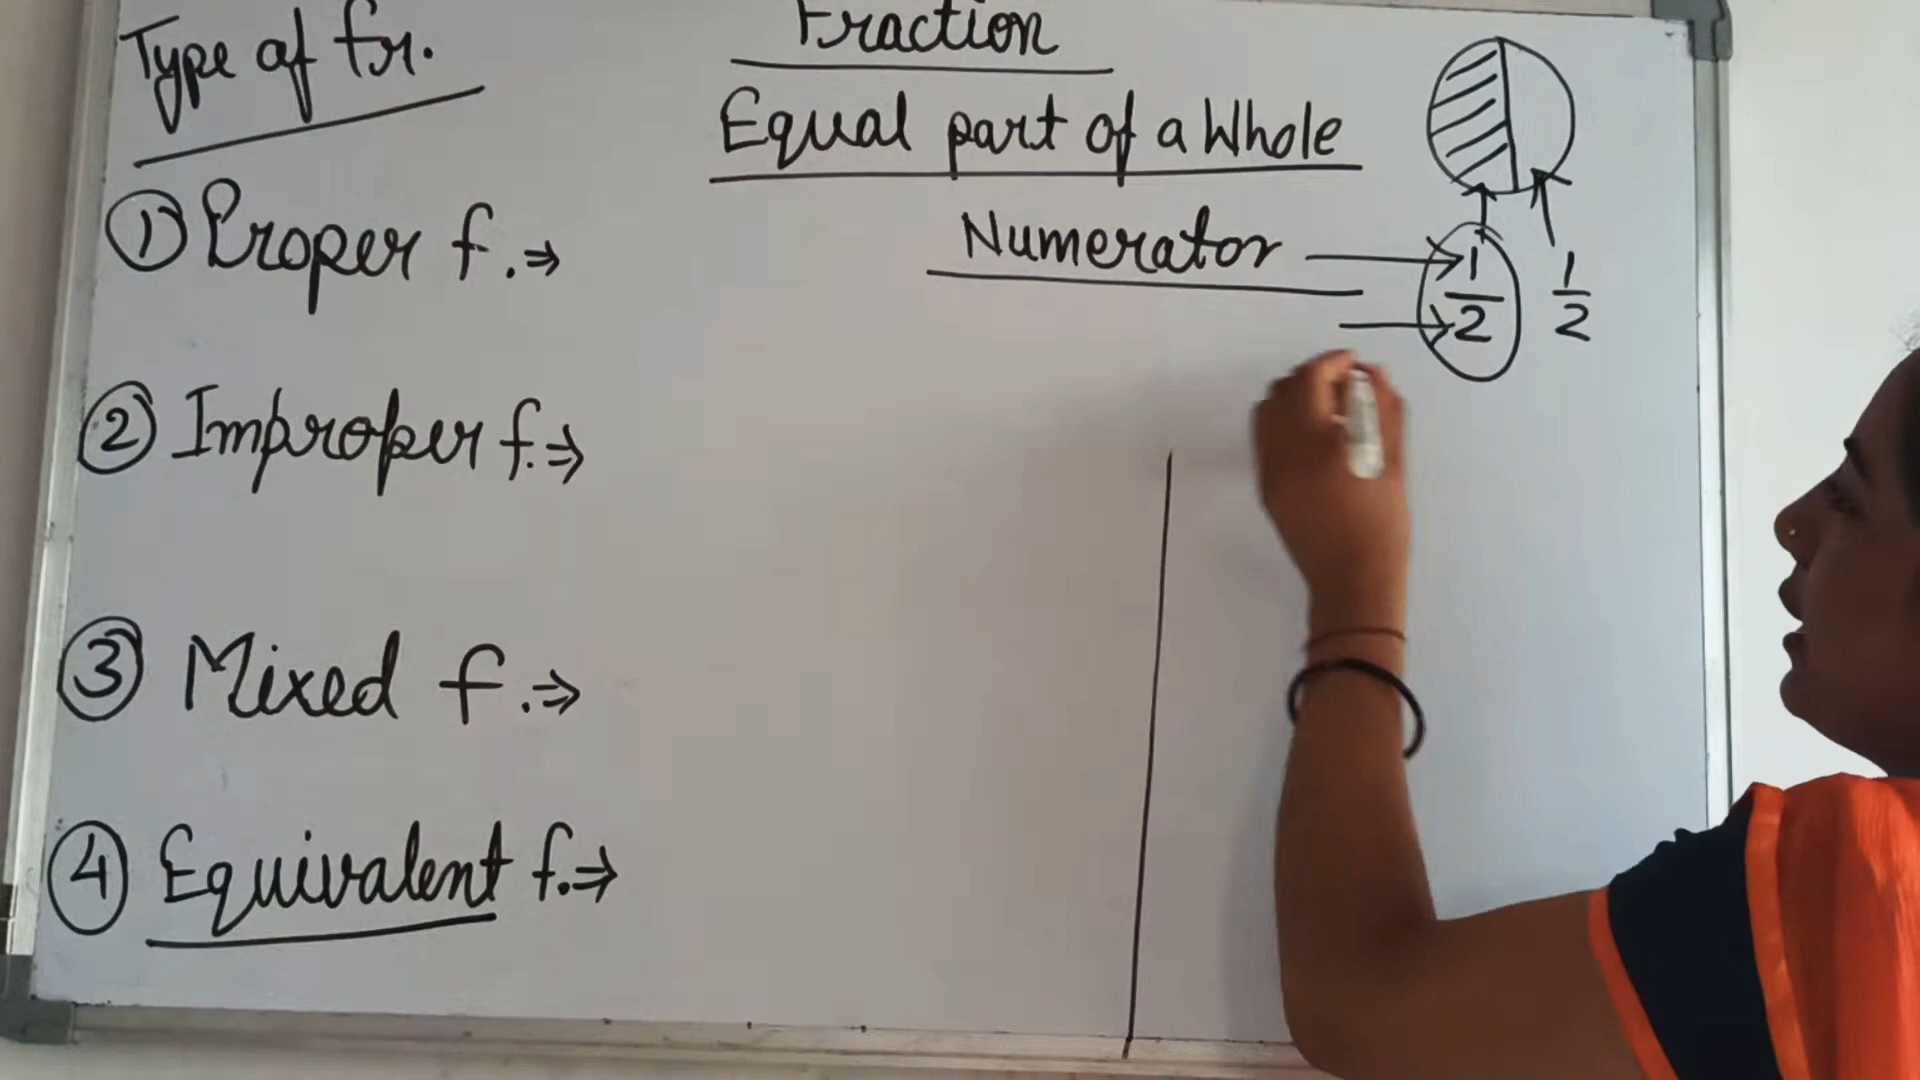 Type of fr.
① Proper f. ⇒
② Improper f. ⇒
③ Mixed f. ⇒
④ Equivalent f. ⇒
Fraction
Equal part of a Whole
Numerator → 1/2 1/2